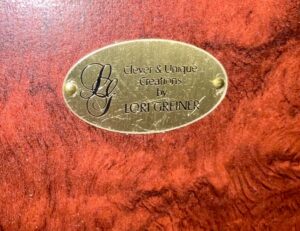 LG
Clever & Unique
Creations
by
LORI GREINER